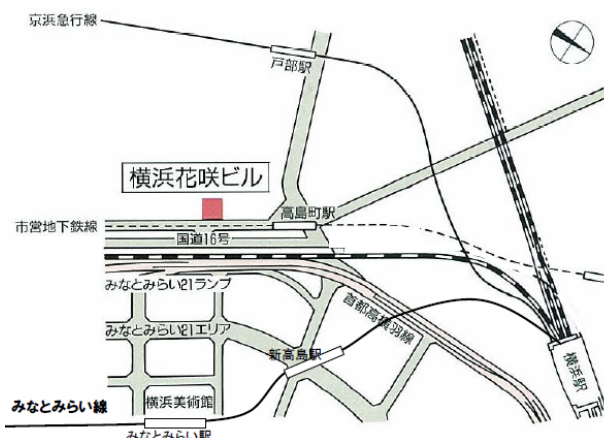 京浜急行線
戸部駅
横浜花咲ビル
高島町駅
市営地下鉄線
国道16号
みなとみらい21ランプ
首都高横羽線
みなとみらい21エリア
新高島駅
横浜駅
横浜美術館
みなとみらい線
みなとみらい駅